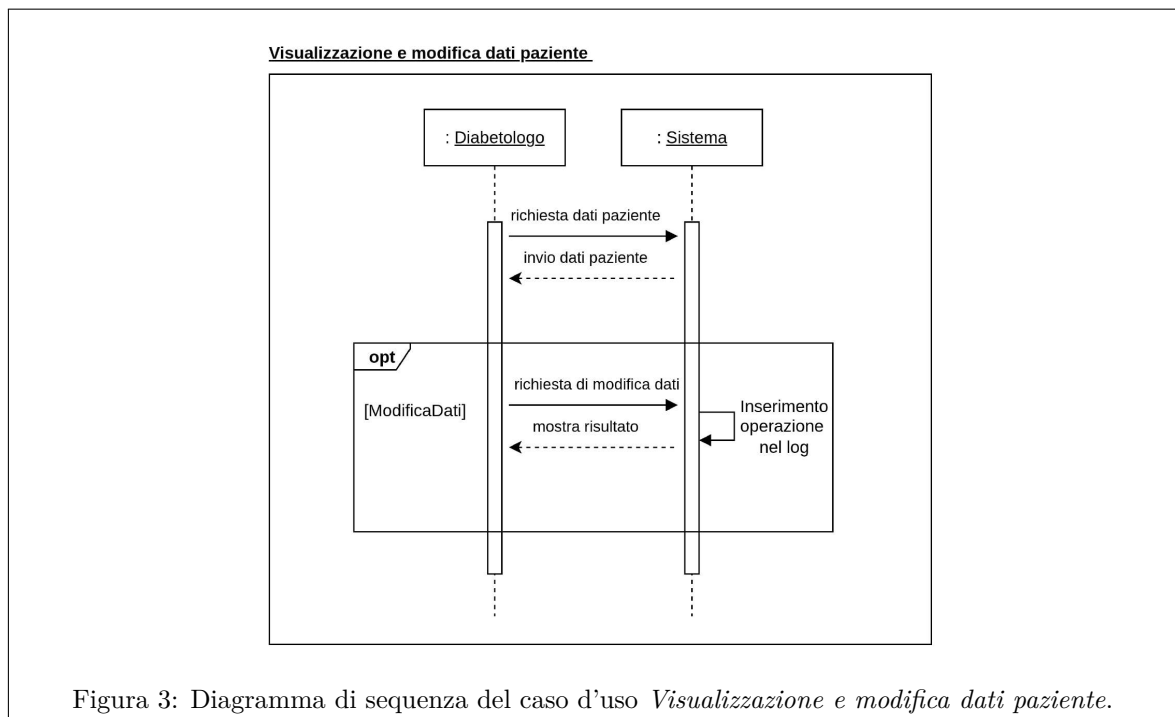 Visualizzazione e modifica dati paziente
: Diabetologo
: Sistema
richiesta dati paziente
invio dati paziente
opt
[ModificaDati]
richiesta di modifica dati
mostra risultato
Inserimento
operazione
nel log
Figura 3: Diagramma di sequenza del caso d'uso Visualizzazione e modifica dati paziente.